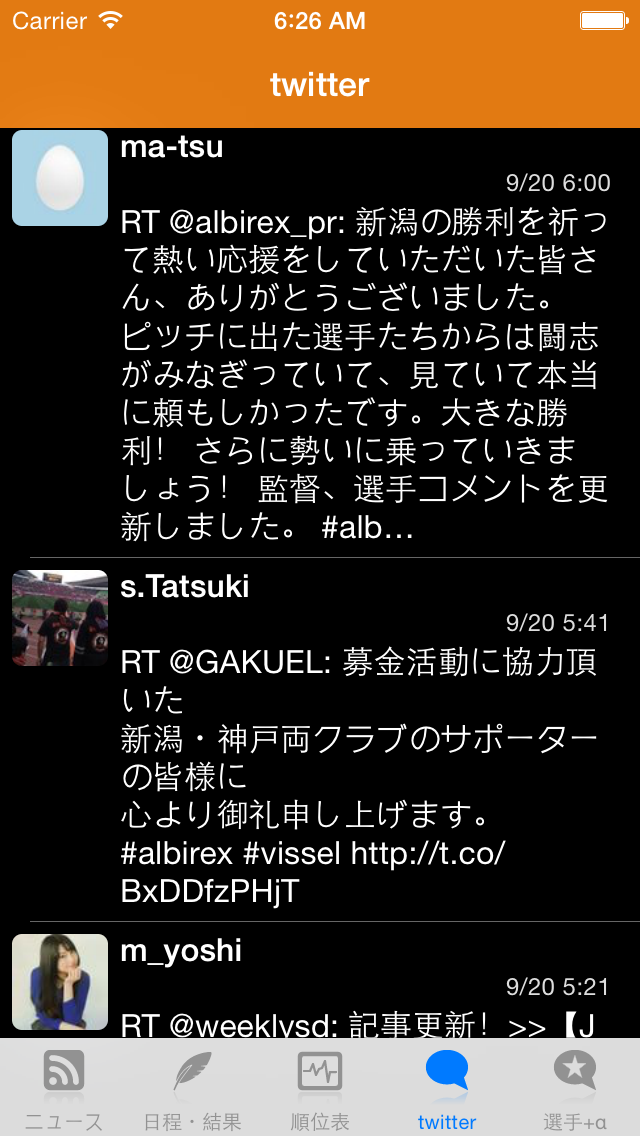 Carrier 6:26 AM
twitter
ma-tsu
9/20 6:00
RT @albirex_pr: 新潟の勝利を祈っ
て熱い応援をしていただいた皆さ
ん、ありがとうございました。
ピッチに出た選手たちからは闘志
がみなぎっていて、見ていて本当
に頼もしかったです。大きな勝
利！ さらに勢いに乗っていきま
しょう！ 監督、選手コメントを更
新しました。 #alb…
s.Tatsuki
9/20 5:41
RT @GAKUEL: 募金活動に協力頂
いた
新潟・神戸両クラブのサポーター
の皆様に
心より御礼申し上げます。
#albirex #vissel http://t.co/
BxDDfzPHjT
m_yoshi
9/20 5:21
RT @weeklysd: 記事更新！>>【J
ニュース 日程・結果 順位表 twitter 選手+α